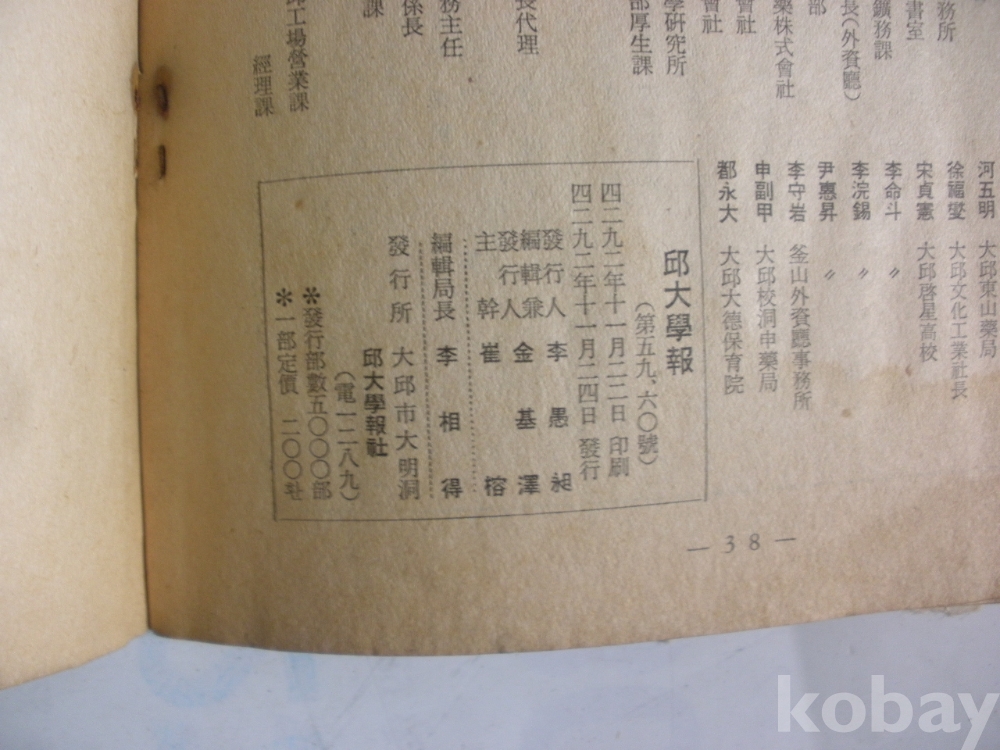 務所
書室
鑛務課
長(外資廳)
部
藥株式會社
會社
會社
學硏究所
部厚生課
長代理
務主任
係長
課
工場營業課
經理課
河五明 大邱東山藥局
徐福燮 大邱文化工業社長
宋貞憲 大邱啓星高校
李命斗 〃
李浣錫 〃
尹惠昇 〃
李守岩 釜山外資廳事務所
申副甲 大邱校洞中藥局
都永大 大邱大德保育院
邱大學報
(第五九、六〇號)
四二九二年十一月二二日 印刷
四二九二年十一月二四日 發行
發行人 李愚昶
編輯兼發行人 金基澤
主幹 崔榕
編輯局長 李相得
發行所 大邱市大明洞
邱大學報社
(電一二八九)
*發行部數五〇〇〇部
*一部定價 二〇〇社
— 38 —
kobay